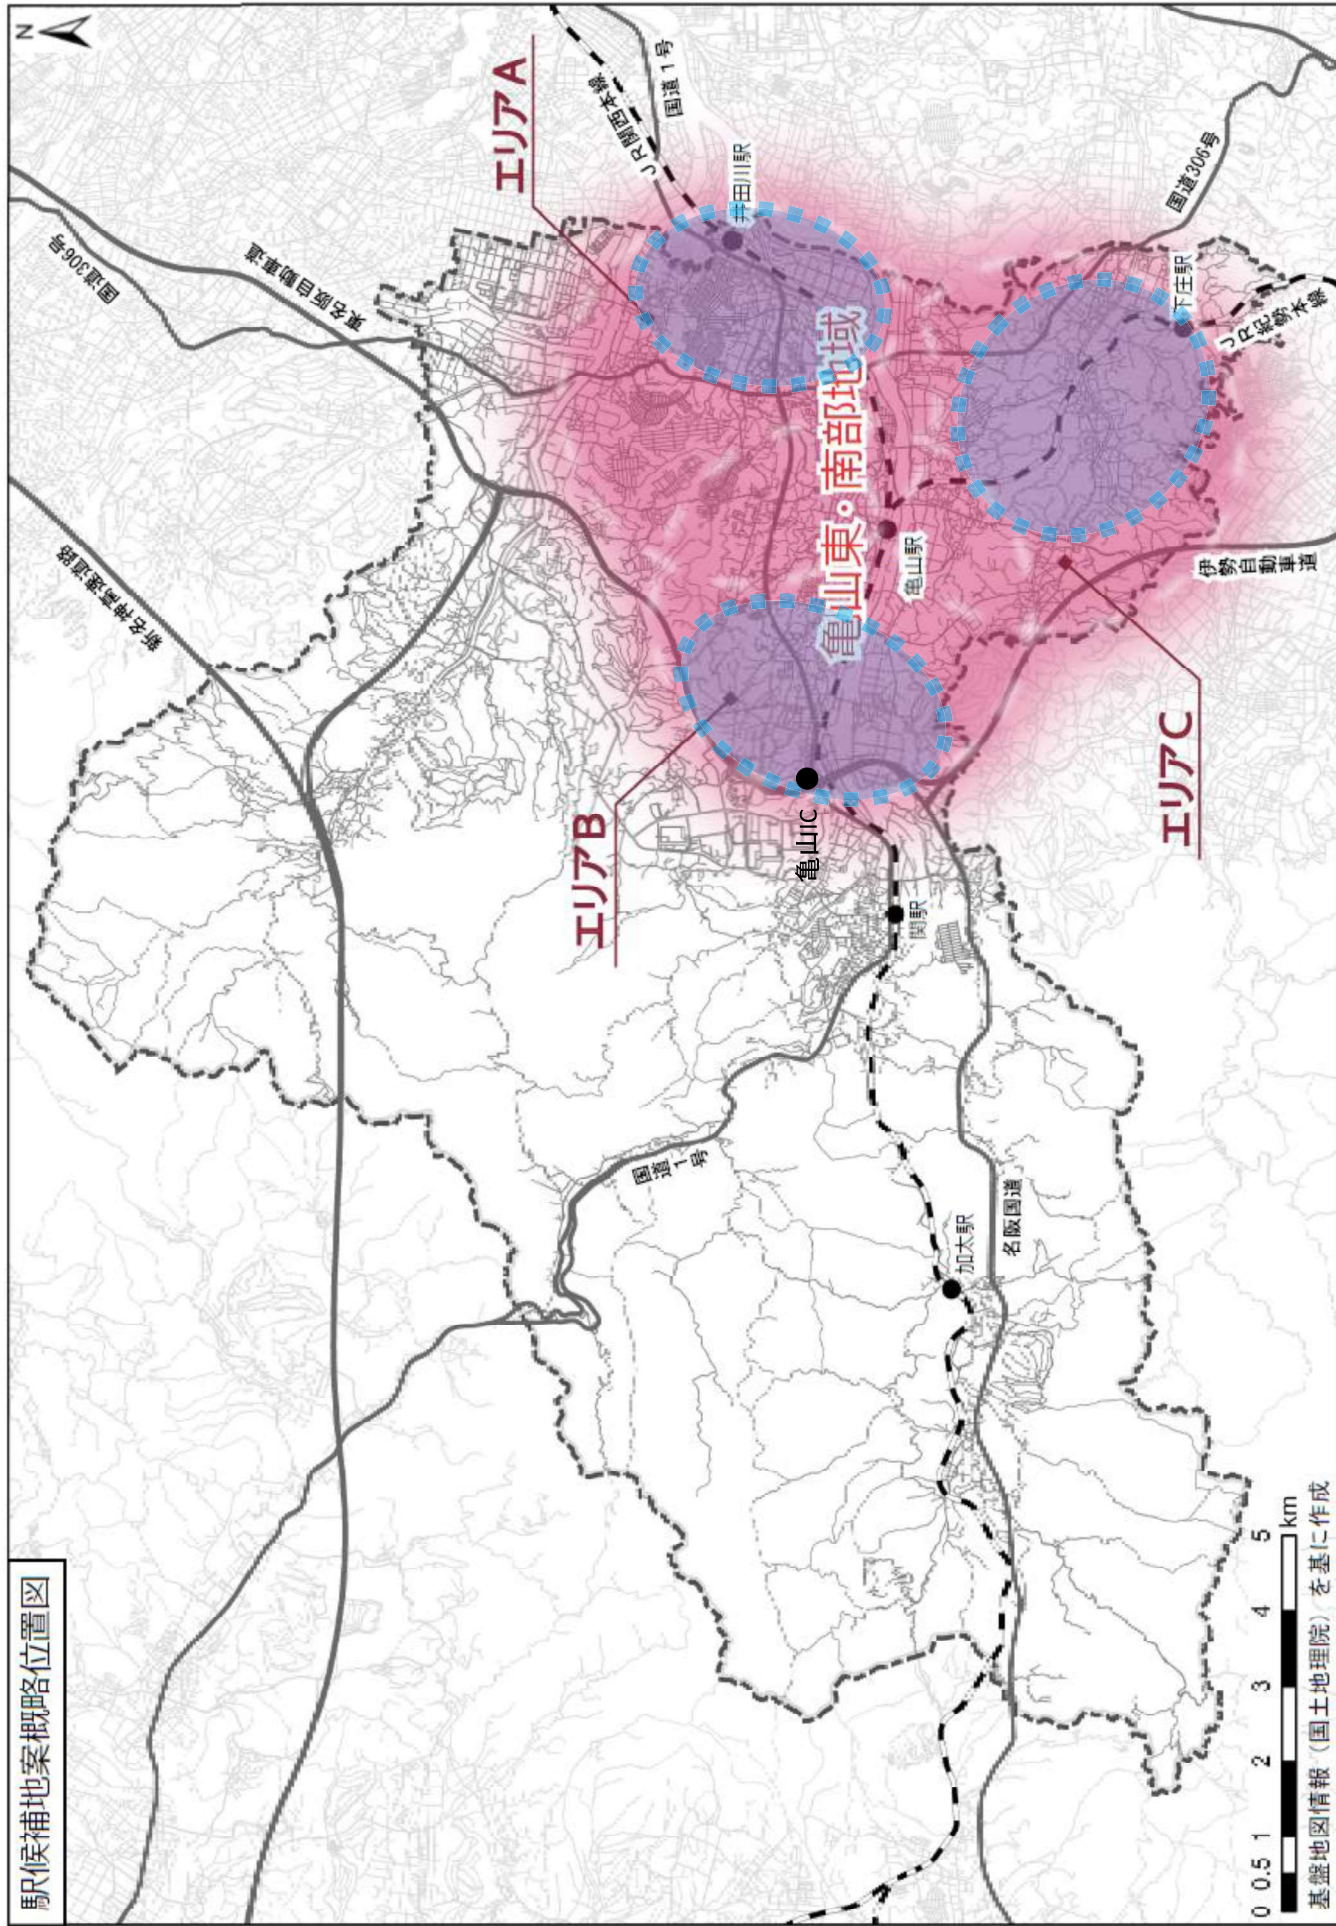 駅候補地案概略位置図
N
新名神高速道路
国道306号
東名阪自動車道
エリアA
JR関西本線
国道1号
井田川駅
エリアB
亀山IC
亀山東・南部地域
亀山駅
関駅
国道1号
加太駅
名阪国道
エリアC
伊勢自動車道
国道306号
下庄駅
JR紀勢本線
0 0.5 1 2 3 4 5 km
基盤地図情報(国土地理院)を基に作成